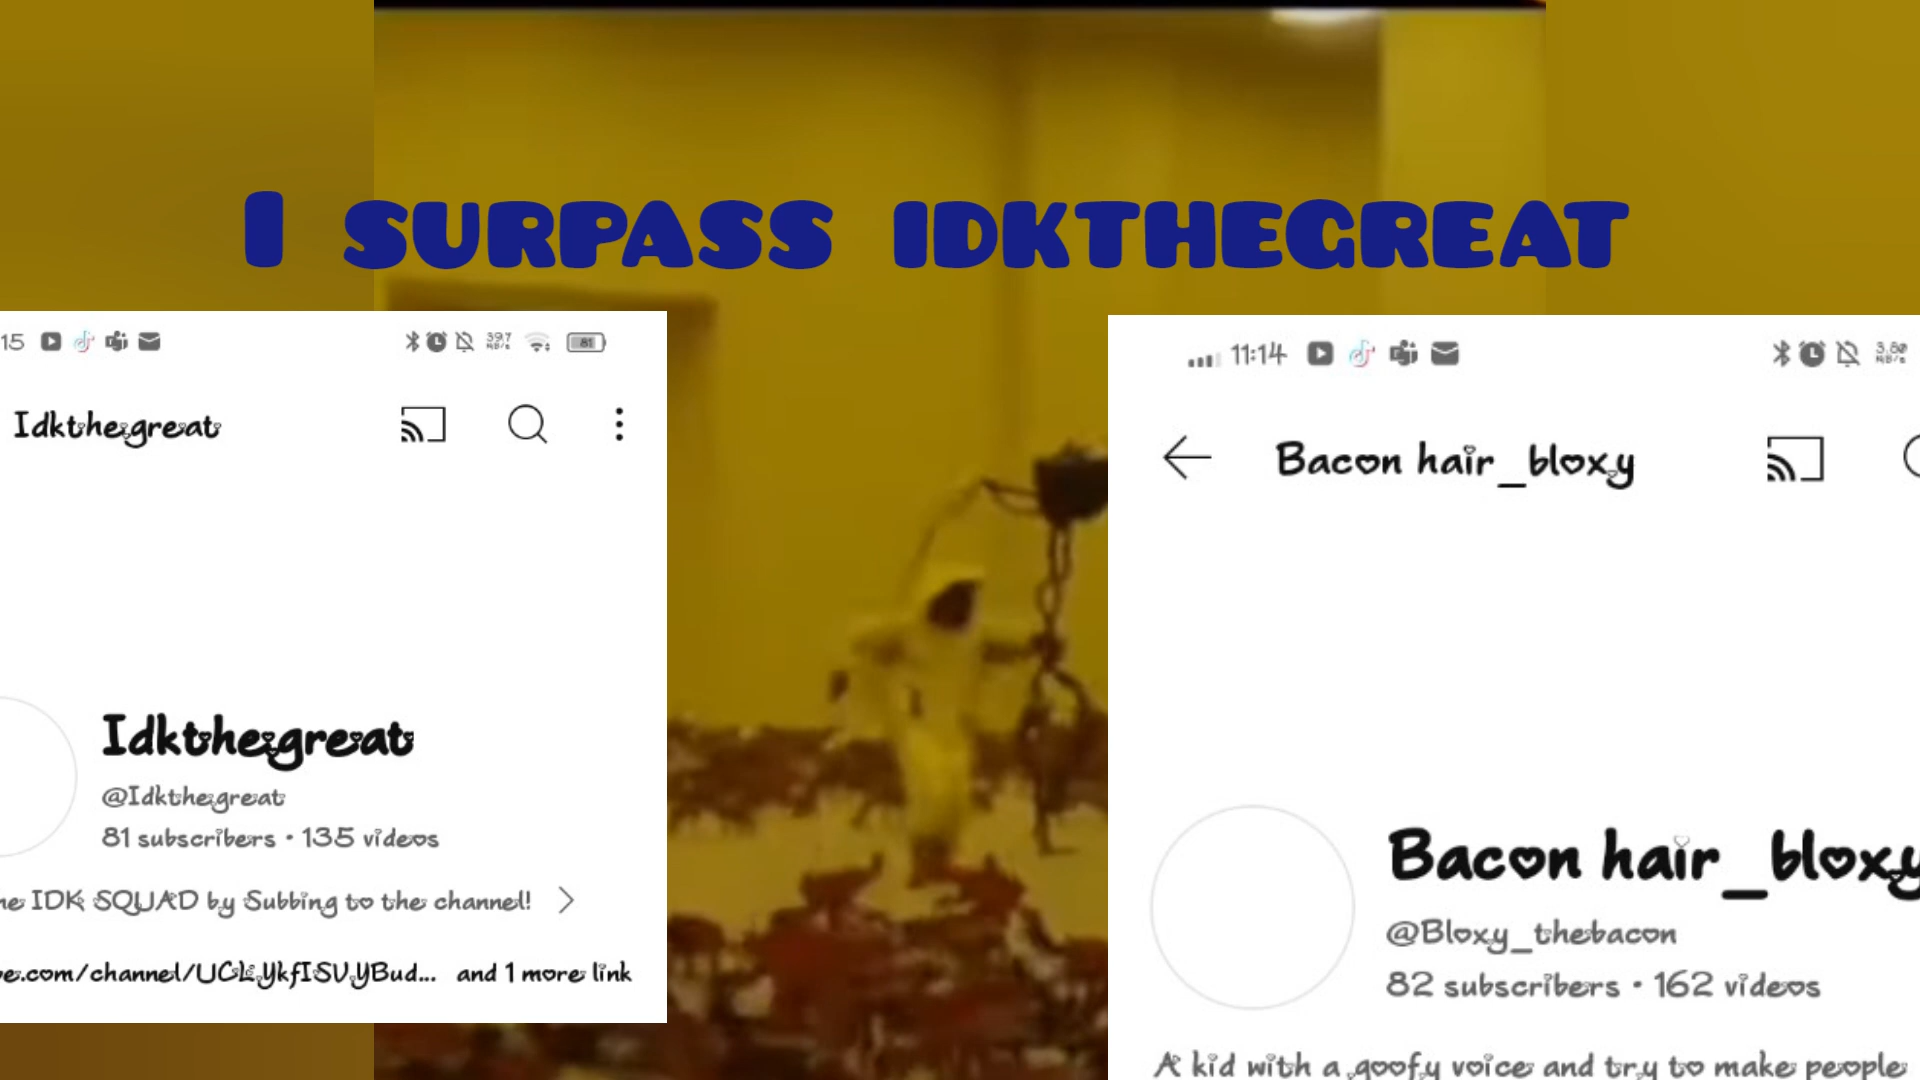 I SURPASS IDKTHEGREAT
15
81
Idkthegreat
Idkthegreat
@Idkthegreat
81 subscribers • 135 videos
IDK SQUAD by Subbing to the channel!
e.com/channel/UCLYkfISVYBud... and 1 more link
11:14
Bacon hair_bloxy
Bacon hair_bloxy
@Bloxy_thebacon
82 subscribers • 162 videos
A kid with a goofy voice and try to make people